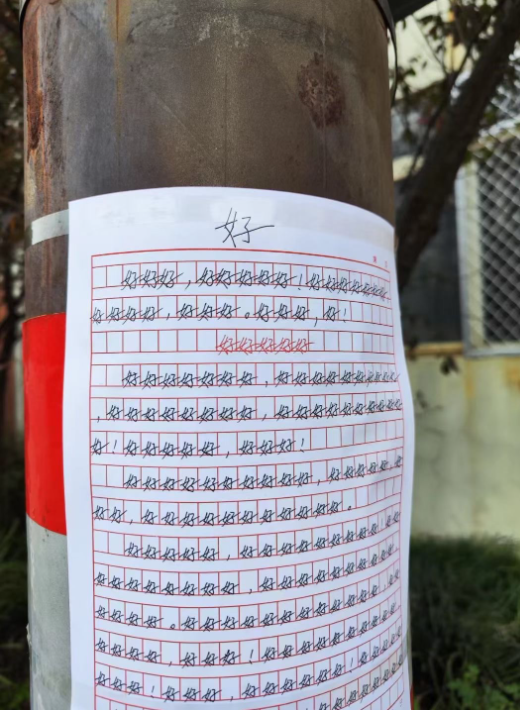 好
好好好，好好好好好！好好好好好好
好好好好，好好好。好好好，好！
好好好好好
好好好好好好好，好好好好好好好好
，好好好好好好好好，好好好好好好好好
好！好好好好好，好好好！
好好好好好好好好好好，好好好好，好
好好，好好好好好好好好好好好。
好好好好好，好好好好好好好好，好
好好好好好好好好，好好好好好好好好
好好好好。好好好好好好好好好好，好
好好好好，好好好！好好好好好好好好
好好！好好好，好好好好好好！好好好